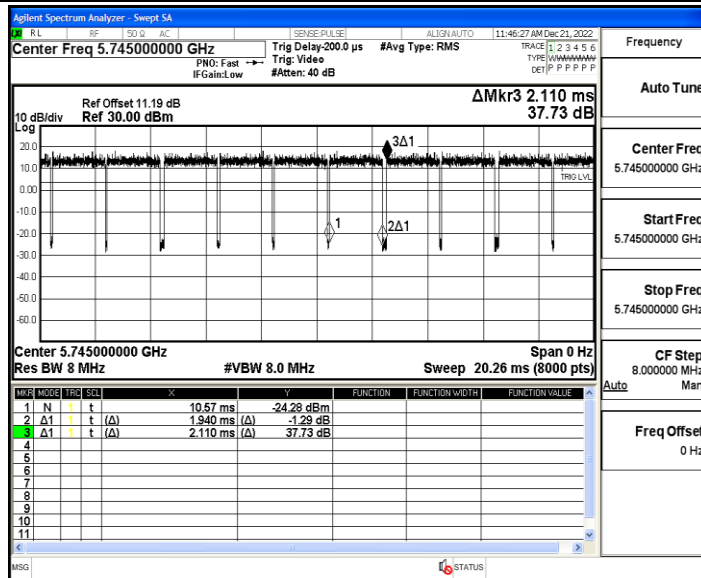 Agilent Spectrum Analyzer - Swept SA
RL RF 50 Ω AC SENSE:PULSE ALIGN AUTO 11:46:27 AM Dec 21, 2022
Center Freq 5.745000000 GHz
PNO: Fast
IFGain:Low
Trig Delay-200.0 µs
Trig: Video
#Atten: 40 dB
#Avg Type: RMS
TRACE 1 2 3 4 5 6
TYPE WWWWWW
DET P P P P P P
ΔMkr3 2.110 ms
37.73 dB
Ref Offset 11.19 dB
10 dB/div Ref 30.00 dBm
Log
20.0
10.0
0.00
-10.0
-20.0
-30.0
-40.0
-50.0
-60.0
3Δ1
TRIG LVL
1
2Δ1
Center 5.745000000 GHz Span 0 Hz
Res BW 8 MHz #VBW 8.0 MHz Sweep 20.26 ms (8000 pts)
MKR MODE TRC SCL X Y FUNCTION FUNCTION WIDTH FUNCTION VALUE
1 N 1 t 10.57 ms -24.28 dBm
2 Δ1 1 t (Δ) 1.940 ms (Δ) -1.29 dB
3 Δ1 1 t (Δ) 2.110 ms (Δ) 37.73 dB
4
5
6
7
8
9
10
11
MSG STATUS
Frequency
Auto Tune
Center Freq
5.745000000 GHz
Start Freq
5.745000000 GHz
Stop Freq
5.745000000 GHz
CF Step
8.000000 MHz
Auto Man
Freq Offset
0 Hz